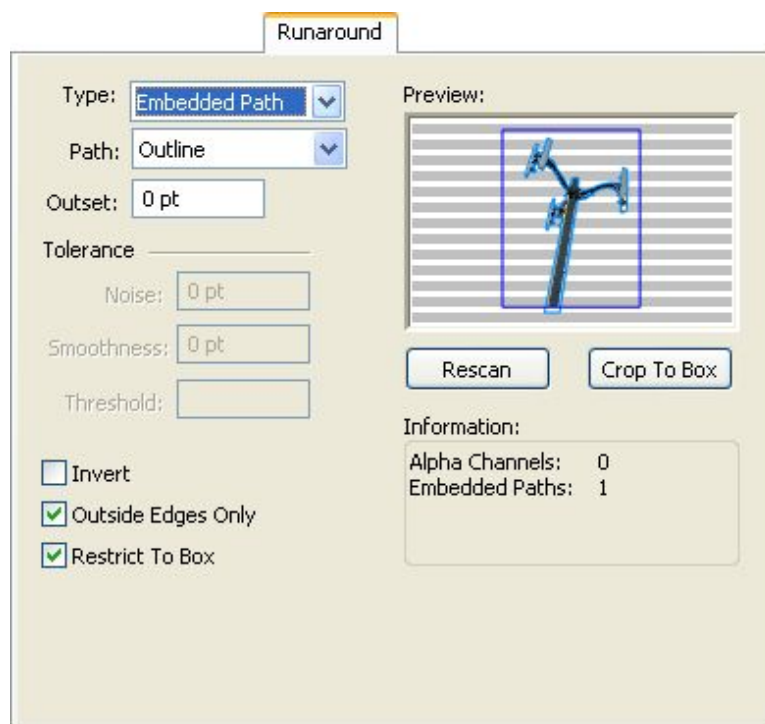 Runaround
Type: Embedded Path
Path: Outline
Outset: 0 pt
Tolerance
Noise: 0 pt
Smoothness: 0 pt
Threshold:
Invert
Outside Edges Only
Restrict To Box
Preview:
Rescan Crop To Box
Information:
Alpha Channels: 0
Embedded Paths: 1